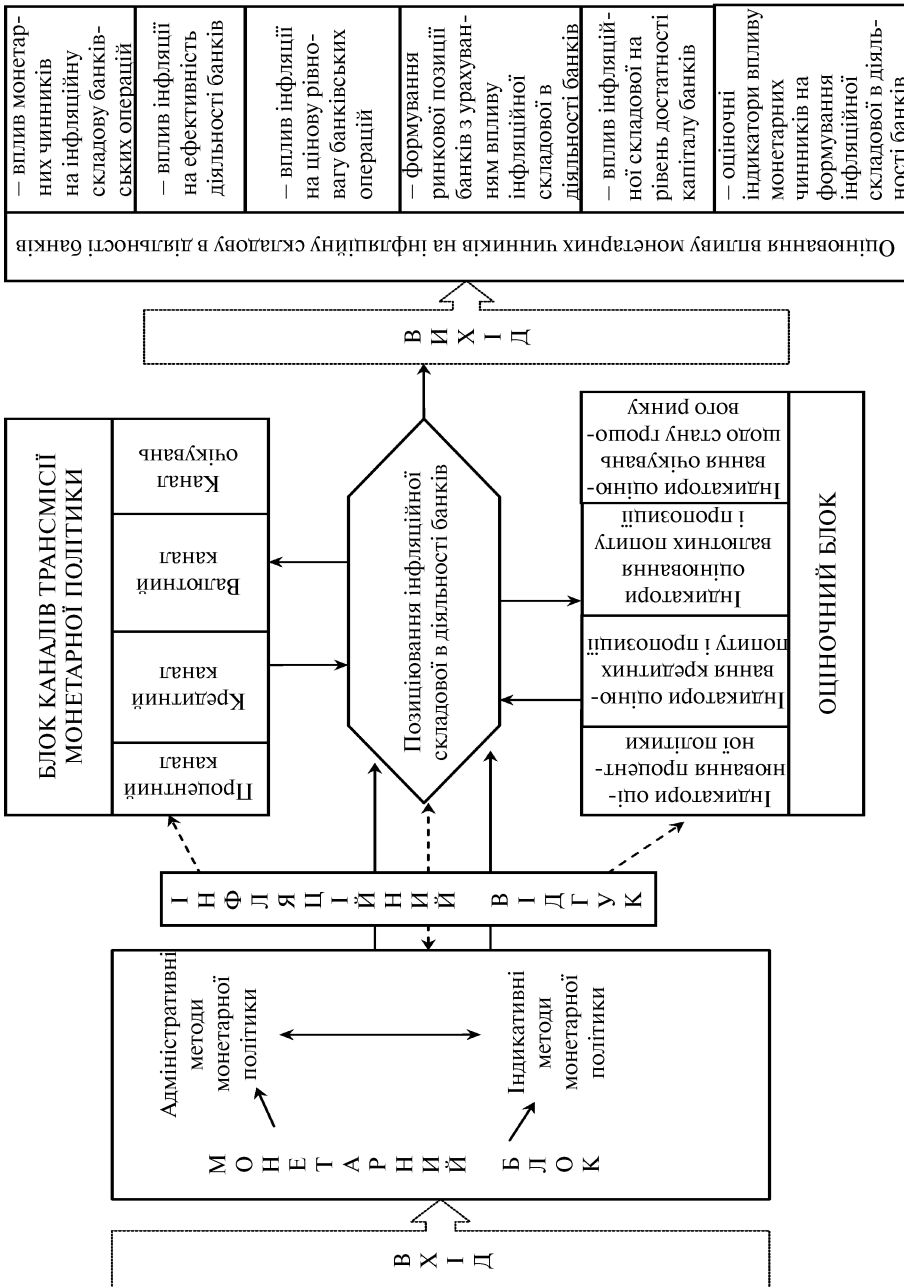 ВХІД
МОНЕТАРНИЙ БЛОК
Адміністративні
методи
монетарної
політики
Індикативні
методи
монетарної
політики
ІНФЛЯЦІЙНИЙ ВІДГУК
БЛОК КАНАЛІВ ТРАНСМІСІЇ
МОНЕТАРНОЇ ПОЛІТИКИ
Процентний
канал
Кредитний
канал
Валютний
канал
Канал
очікувань
Позиціювання інфляційної
складової в діяльності банків
Індикатори оці-
нювання процент-
ної політики
Індикатори оціню-
вання кредитних
попиту і пропозиції
Індикатори
оцінювання
валютних попиту
і пропозиції
Індикатори оціню-
вання очікувань
щодо стану грошо-
вого ринку
ОЦІНОЧНИЙ БЛОК
ВИХІД
Оцінювання впливу монетарних чинників на інфляційну складову в діяльності банків
– вплив монетар-
них чинників
на інфляційну
складову банків-
ських операцій
– вплив інфляції
на ефективність
діяльності банків
– вплив інфляції
на цінову рівно-
вагу банківських
операцій
– формування
ринкової позиції
банків з урахуван-
ням впливу
інфляційної
складової в
діяльності банків
– вплив інфляцій-
ної складової на
рівень достатності
капіталу банків
– оціночні
індикатори впливу
монетарних
чинників на
формування
інфляційної
складової в діяль-
ності банків